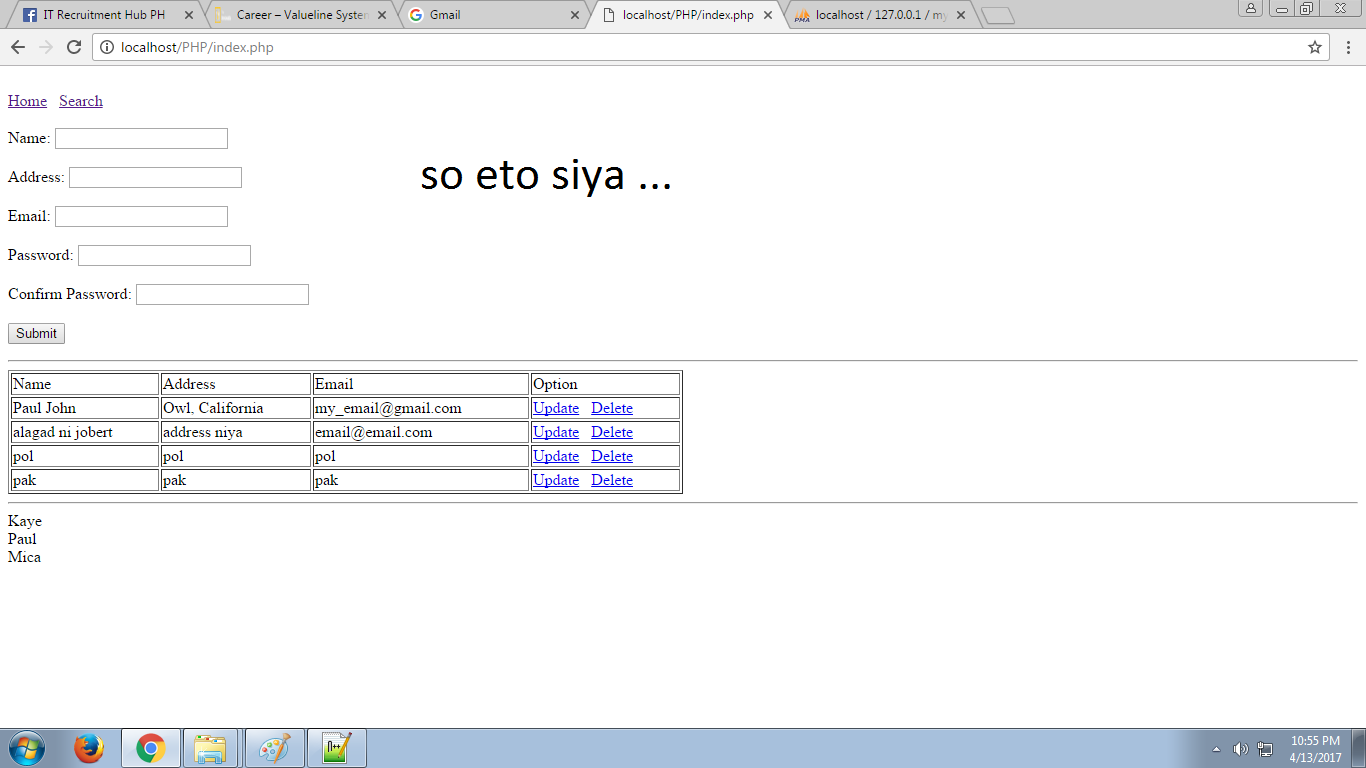 IT Recruitment Hub PH
Career – Valueline System
Gmail
localhost/PHP/index.php
localhost / 127.0.0.1 / my
localhost/PHP/index.php
Home Search
Name:
so eto siya ...
Address:
Email:
Password:
Confirm Password:
Submit
Name Address Email Option
Paul John Owl, California my_email@gmail.com Update Delete
alagad ni jobert address niya email@email.com Update Delete
pol pol pol Update Delete
pak pak pak Update Delete
Kaye
Paul
Mica
10:55 PM
4/13/2017